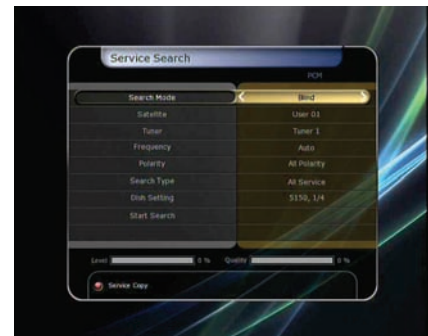 Service Search
PCM
Search Mode Blind
Satellite User 01
Tuner Tuner 1
Frequency Auto
Polarity All Polarity
Search Type All Service
Dish Setting 5150, 1/4
Start Search
Level 0 % Quality 0 %
Service Copy